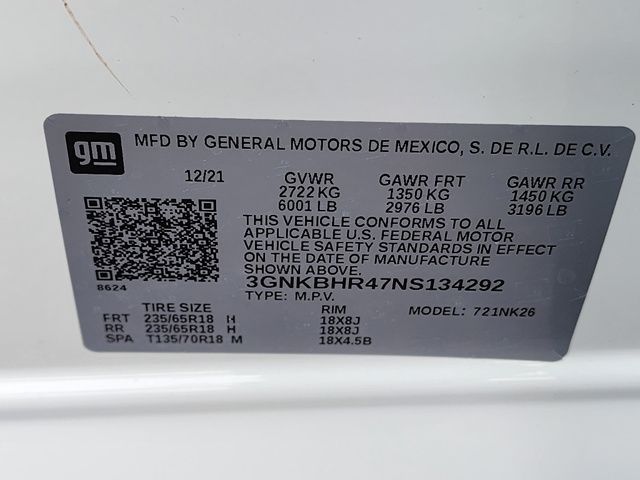 gm MFD BY GENERAL MOTORS DE MEXICO, S. DE R.L. DE C.V.
12/21 GVWR GAWR FRT GAWR RR
2722 KG 1350 KG 1450 KG
6001 LB 2976 LB 3196 LB
THIS VEHICLE CONFORMS TO ALL
APPLICABLE U.S. FEDERAL MOTOR
VEHICLE SAFETY STANDARDS IN EFFECT
ON THE DATE OF MANUFACTURE
SHOWN ABOVE.
8624 3GNKBHR47NS134292
TYPE: M.P.V.
TIRE SIZE RIM MODEL: 721NK26
FRT 235/65R18 H 18X8J
RR 235/65R18 H 18X8J
SPA T135/70R18 M 18X4.5B